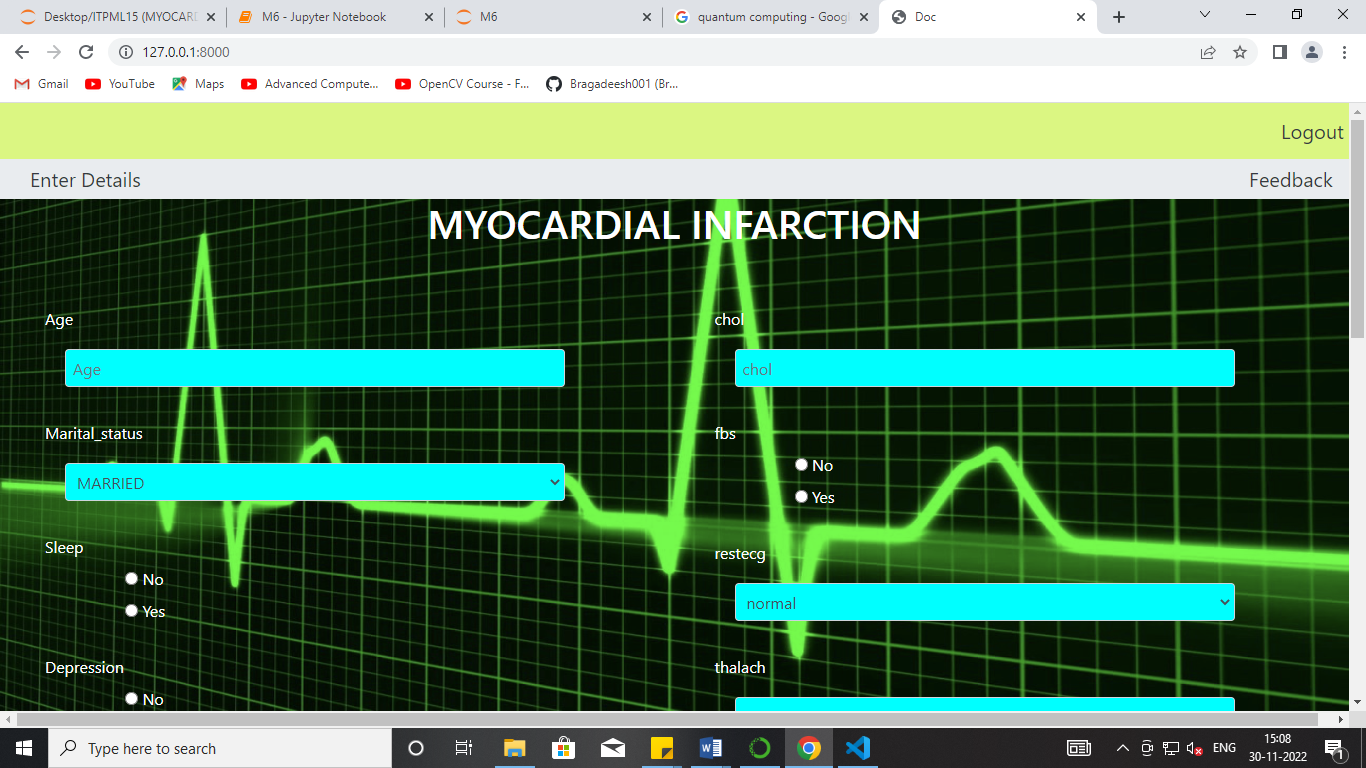 Desktop/ITPML15 (MYOCARD
M6 - Jupyter Notebook
M6
quantum computing - Googl
Doc
127.0.0.1:8000
Gmail
YouTube
Maps
Advanced Compute...
OpenCV Course - F...
Bragadeesh001 (Br...
Logout
Enter Details
Feedback
MYOCARDIAL INFARCTION
Age
Age
Marital_status
MARRIED
Sleep
No
Yes
Depression
No
chol
chol
fbs
No
Yes
restecg
normal
thalach
Type here to search
ENG
15:08
30-11-2022
1